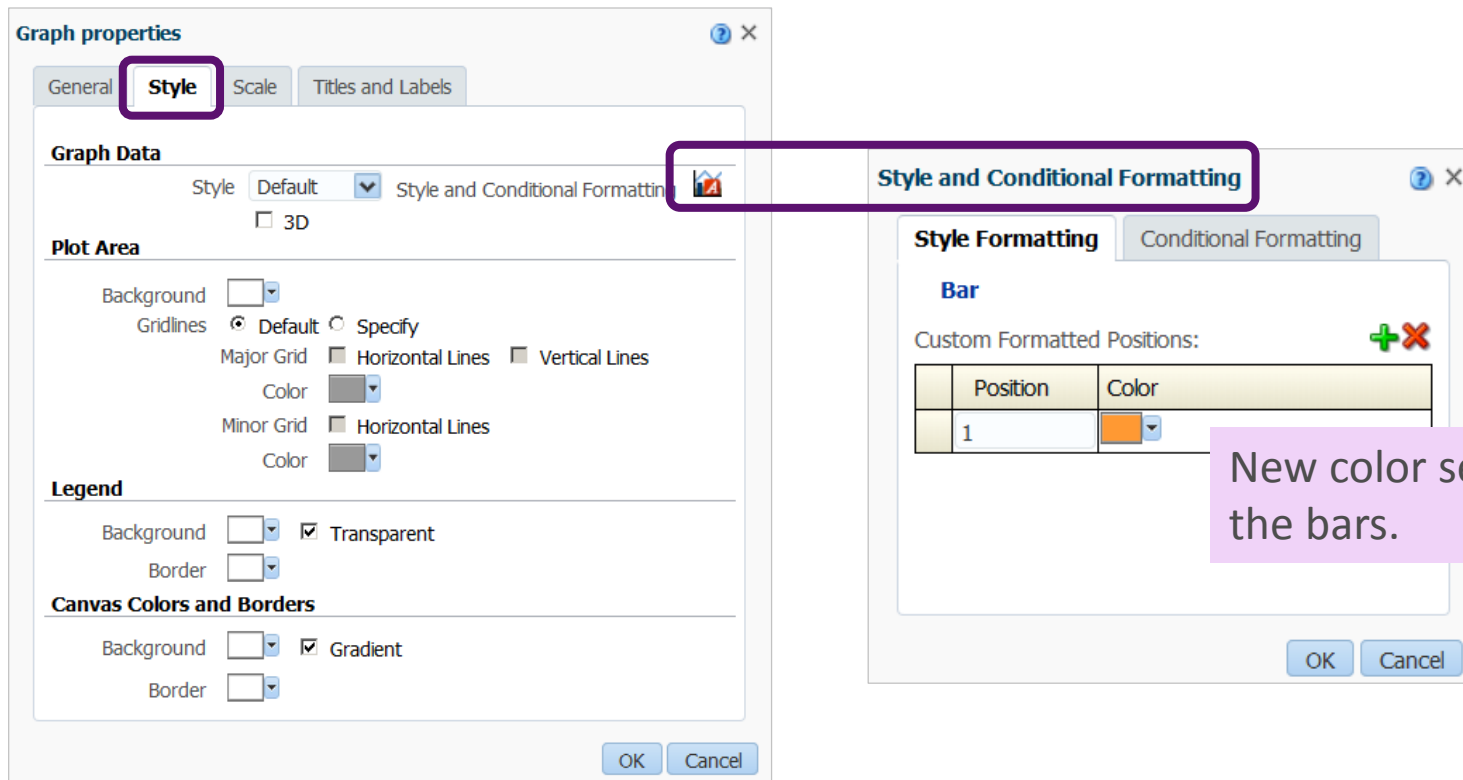 Graph properties
General Style Scale Titles and Labels
Graph Data
Style Default Style and Conditional Formatting
3D
Plot Area
Background
Gridlines Default Specify
Major Grid Horizontal Lines Vertical Lines
Color
Minor Grid Horizontal Lines
Color
Legend
Background Transparent
Border
Canvas Colors and Borders
Background Gradient
Border
OK Cancel
Style and Conditional Formatting
Style Formatting Conditional Formatting
Bar
Custom Formatted Positions:
Position Color
1
New color
the bars.
OK Cancel